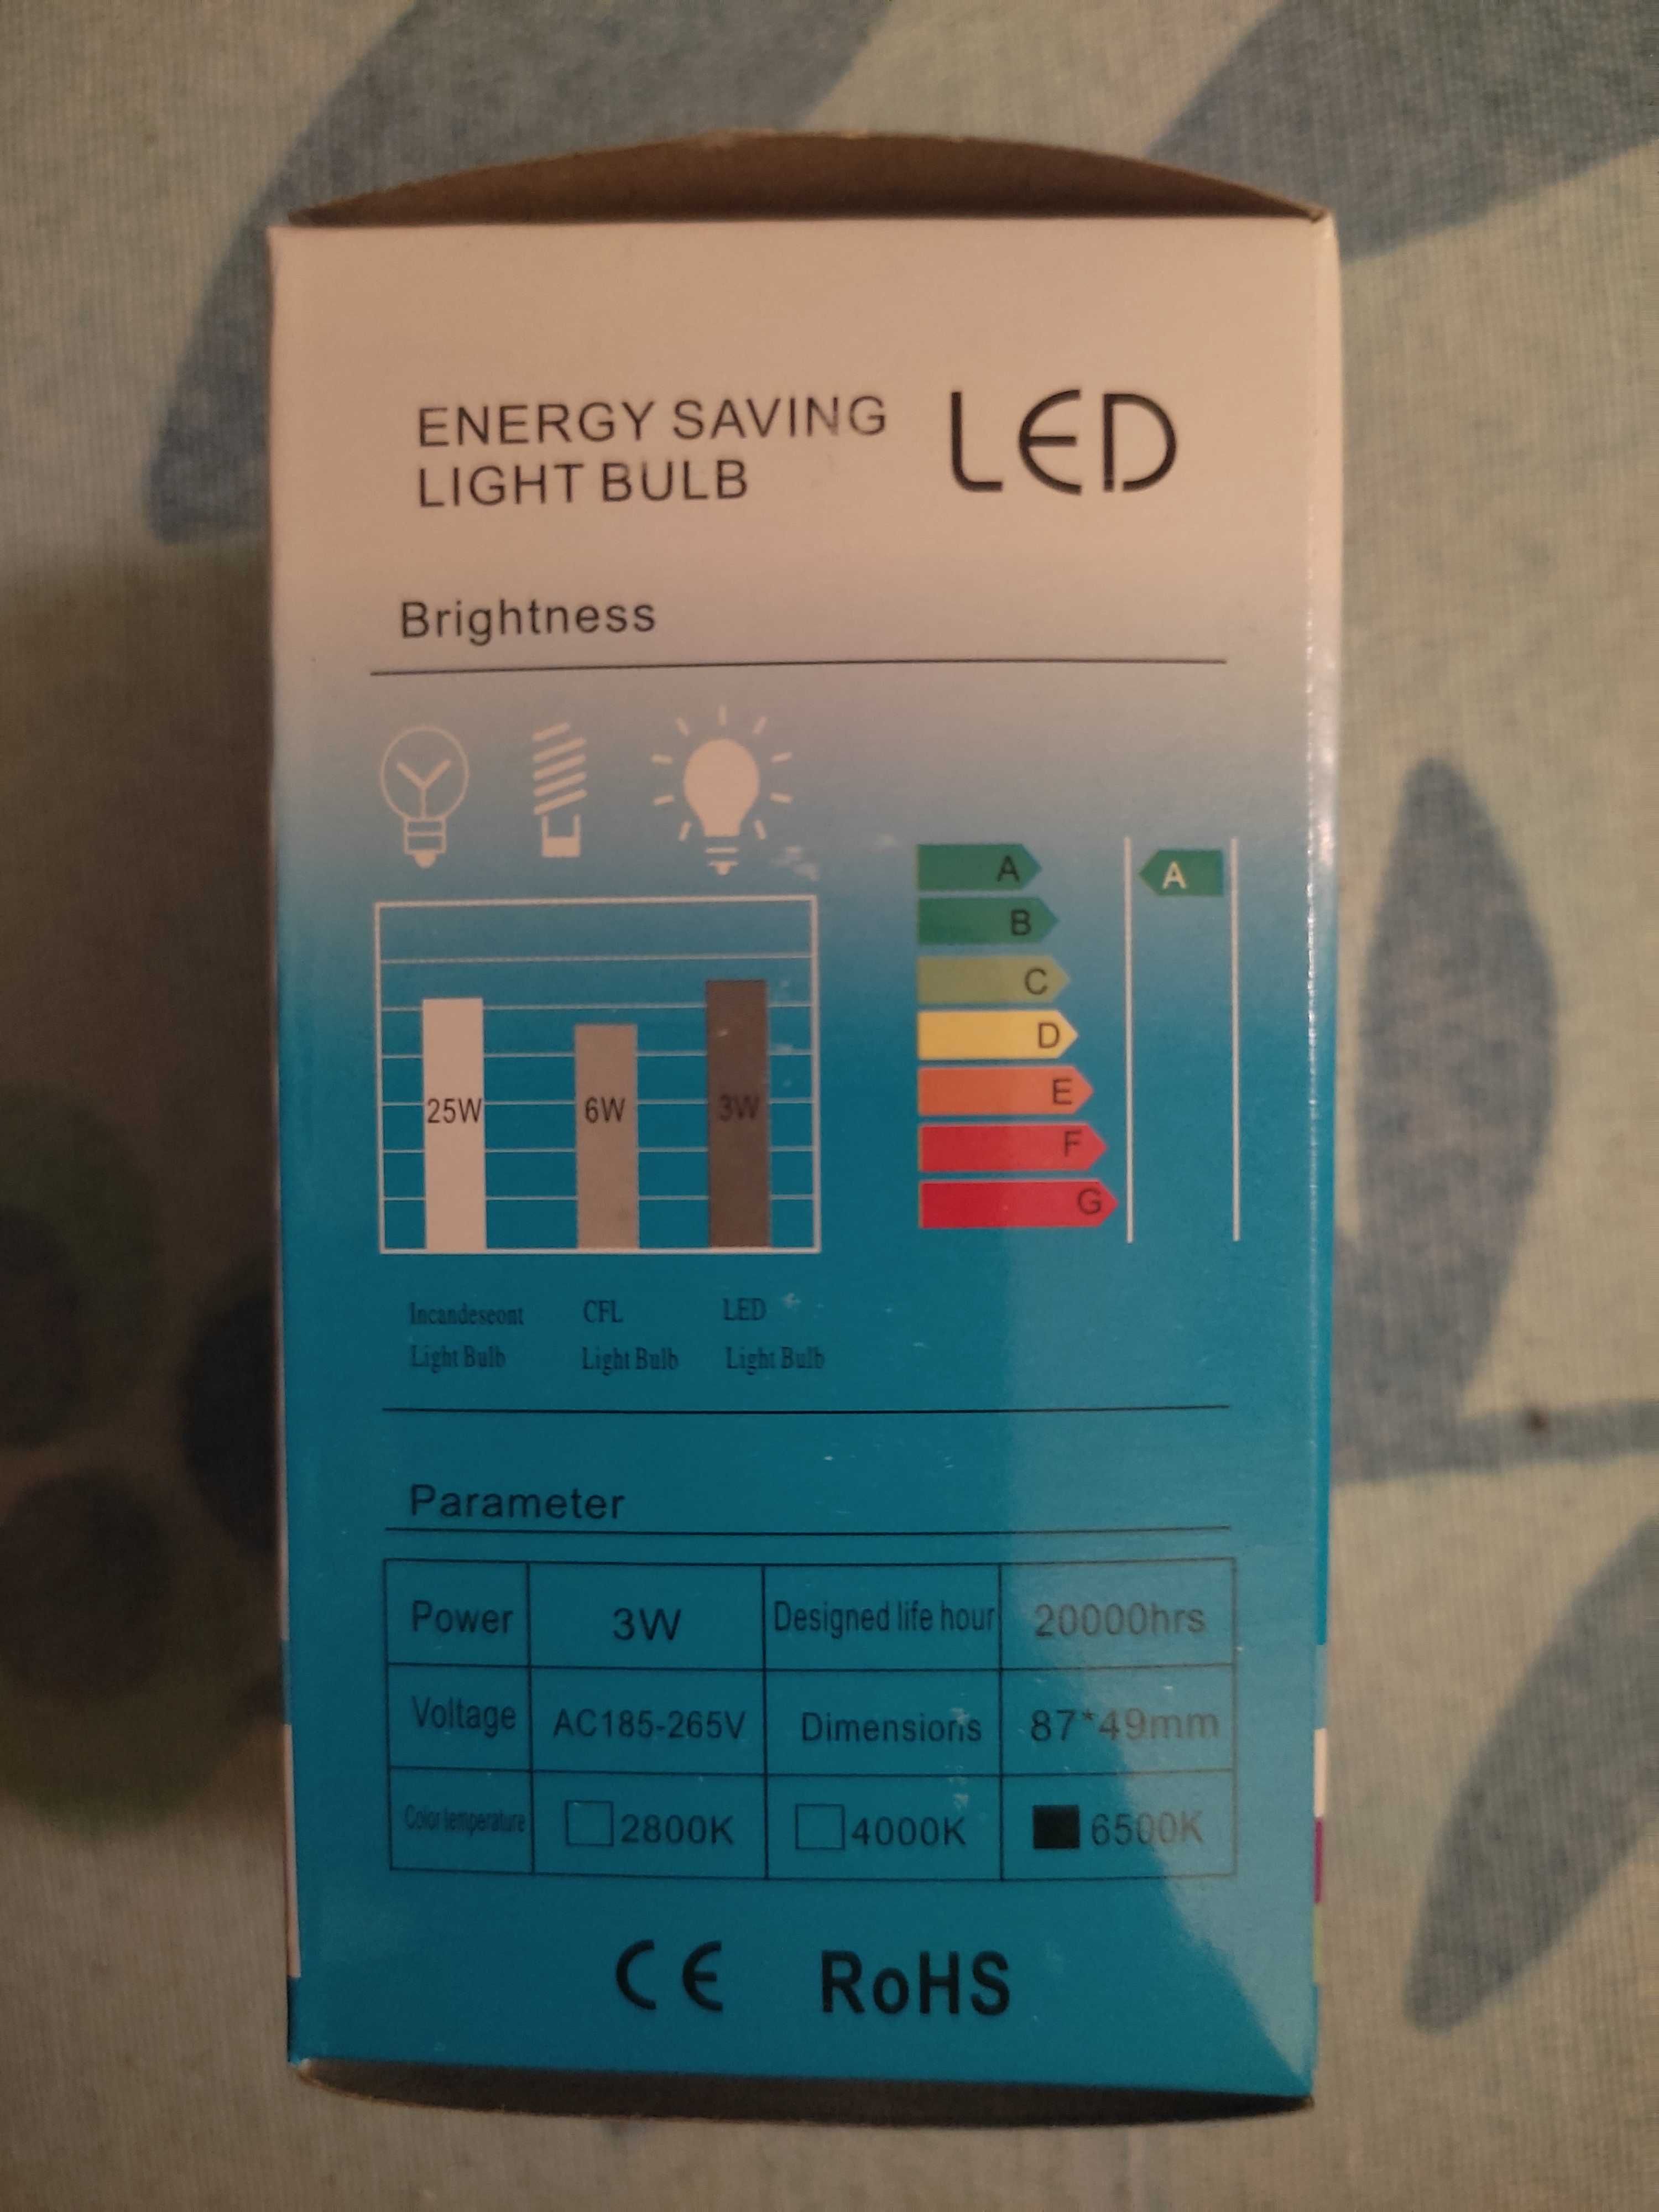 ENERGY SAVING
LIGHT BULB
LED
Brightness
25W 6W 3W
A
B
C
D
E
F
G
A
Incandeseont
Light Bulb
CFL
Light Bulb
LED
Light Bulb
Parameter
Power 3W Designed life hour 20000hrs
Voltage AC185-265V Dimensions 87*49mm
Color temperature 2800K 4000K 6500K
CE RoHS